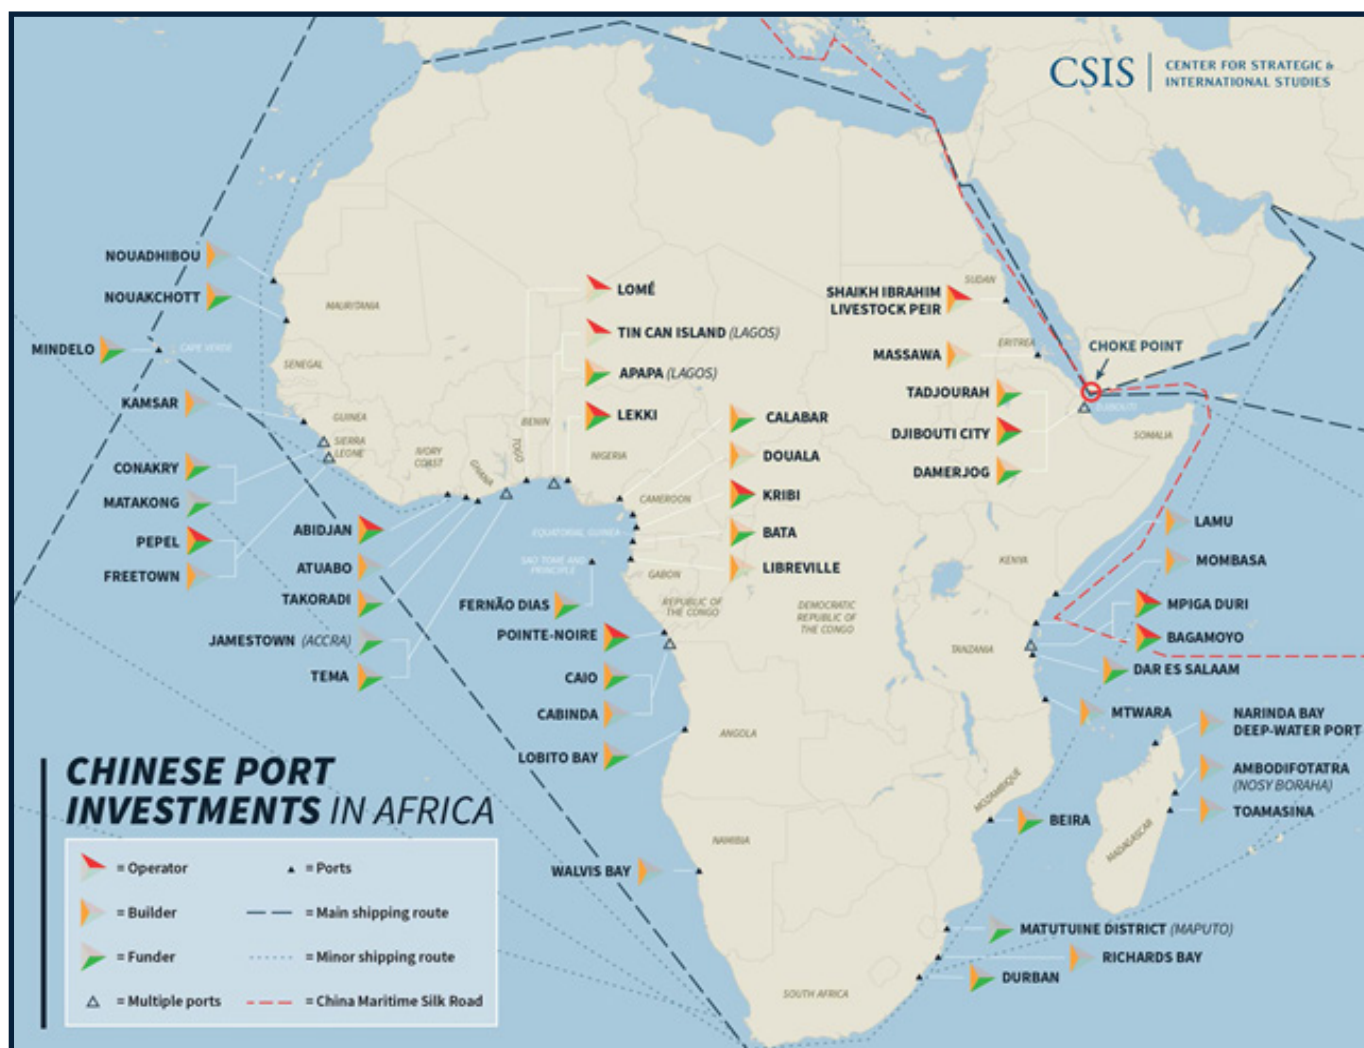 CSIS
CENTER FOR STRATEGIC &
INTERNATIONAL STUDIES
NOUADHIBOU
NOUAKCHOTT
MAURITANIA
MINDELO
CAPE VERDE
SENEGAL
KAMSAR
GUINEA
SIERRA
LEONE
CONAKRY
MATAKONG
PEPEL
FREETOWN
IVORY
COAST
GHANA
TOGO
BENIN
NIGERIA
LOMÉ
TIN CAN ISLAND (LAGOS)
APAPA (LAGOS)
LEKKI
CALABAR
DOUALA
KRIBI
BATA
LIBREVILLE
CAMEROON
EQUATORIAL GUINEA
SAO TOME AND
PRINCIPLE
GABON
REPUBLIC OF
THE CONGO
DEMOCRATIC
REPUBLIC OF
THE CONGO
ABIDJAN
ATUABO
TAKORADI
JAMESTOWN (ACCRA)
TEMA
FERNÃO DIAS
POINTE-NOIRE
CAIO
CABINDA
LOBITO BAY
ANGOLA
NAMIBIA
WALVIS BAY
SOUTH AFRICA
SUDAN
SHAIKH IBRAHIM
LIVESTOCK PEIR
ERITREA
MASSAWA
CHOKE POINT
TADJOURAH
DJIBOUTI
DJIBOUTI CITY
DAMERJOG
SOMALIA
KENYA
LAMU
MOMBASA
MPIGA DURI
BAGAMOYO
TANZANIA
DAR ES SALAAM
MTWARA
NARINDA BAY
DEEP-WATER PORT
AMBODIFOTATRA
(NOSY BORAHA)
TOAMASINA
MADAGASCAR
MOZAMBIQUE
BEIRA
MATUTUINE DISTRICT (MAPUTO)
RICHARDS BAY
DURBAN
CHINESE PORT
INVESTMENTS IN AFRICA
= Operator
= Builder
= Funder
= Multiple ports
= Ports
= Main shipping route
= Minor shipping route
= China Maritime Silk Road